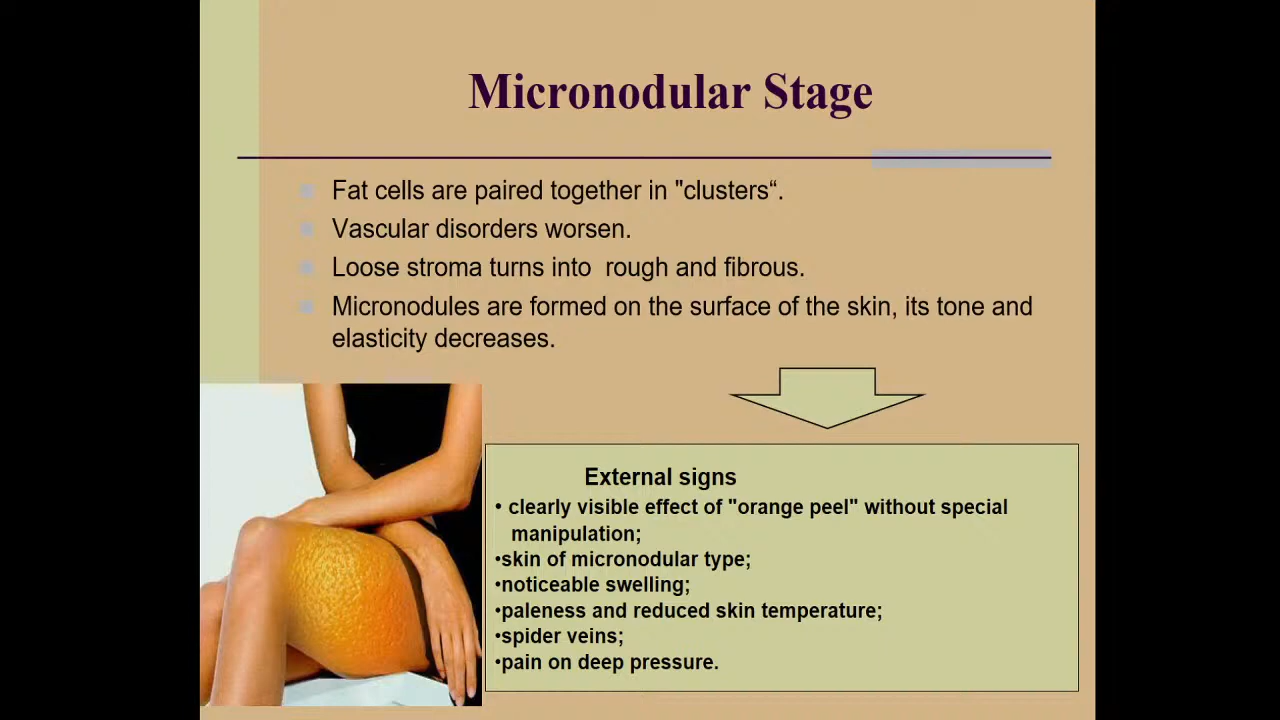 Micronodular Stage
Fat cells are paired together in "clusters“.
Vascular disorders worsen.
Loose stroma turns into  rough and fibrous.
Micronodules are formed on the surface of the skin, its tone and
elasticity decreases.
External signs
• clearly visible effect of "orange peel" without special
manipulation;
•skin of micronodular type;
•noticeable swelling;
•paleness and reduced skin temperature;
•spider veins;
•pain on deep pressure.